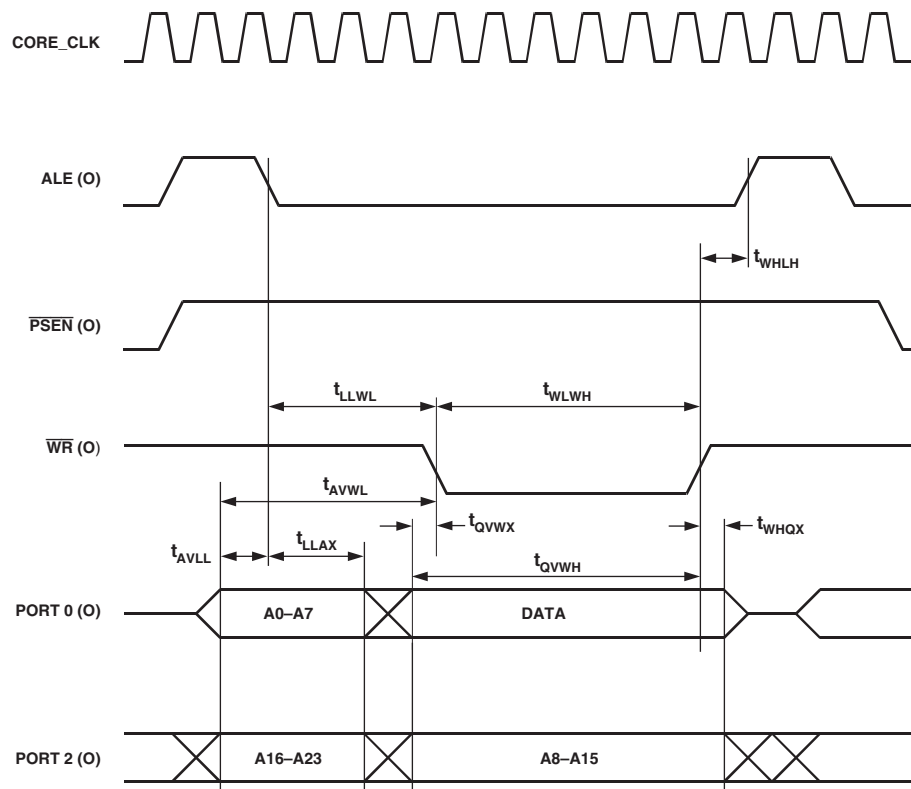 CORE_CLK
ALE (O)
tWHLH
PSEN (O)
tLLWL
tWLWH
WR (O)
tAVWL
tQVWX
tWHQX
tAVLL
tLLAX
tQVWH
PORT 0 (O)
A0–A7
DATA
PORT 2 (O)
A16–A23
A8–A15